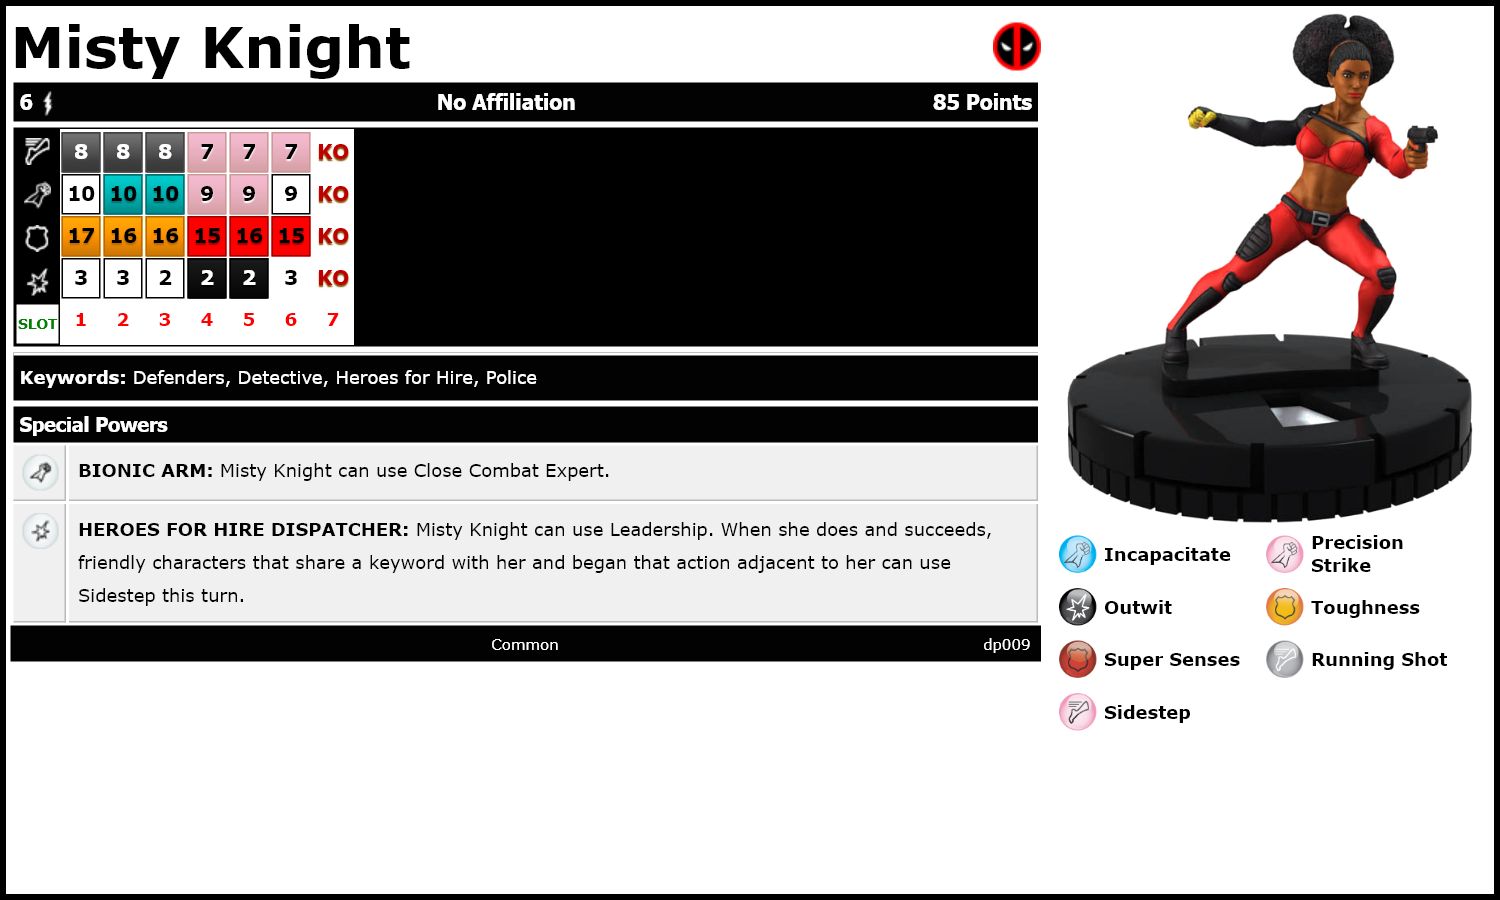 Misty Knight
6 No Affiliation 85 Points
8 8 8 7 7 7 KO
10 10 10 9 9 9 KO
17 16 16 15 16 15 KO
3 3 2 2 2 3 KO
SLOT 1 2 3 4 5 6 7
Keywords: Defenders, Detective, Heroes for Hire, Police
Special Powers
BIONIC ARM: Misty Knight can use Close Combat Expert.
HEROES FOR HIRE DISPATCHER: Misty Knight can use Leadership. When she does and succeeds,
friendly characters that share a keyword with her and began that action adjacent to her can use
Sidestep this turn.
Common dp009
Incapacitate
Precision
Strike
Outwit
Toughness
Super Senses
Running Shot
Sidestep